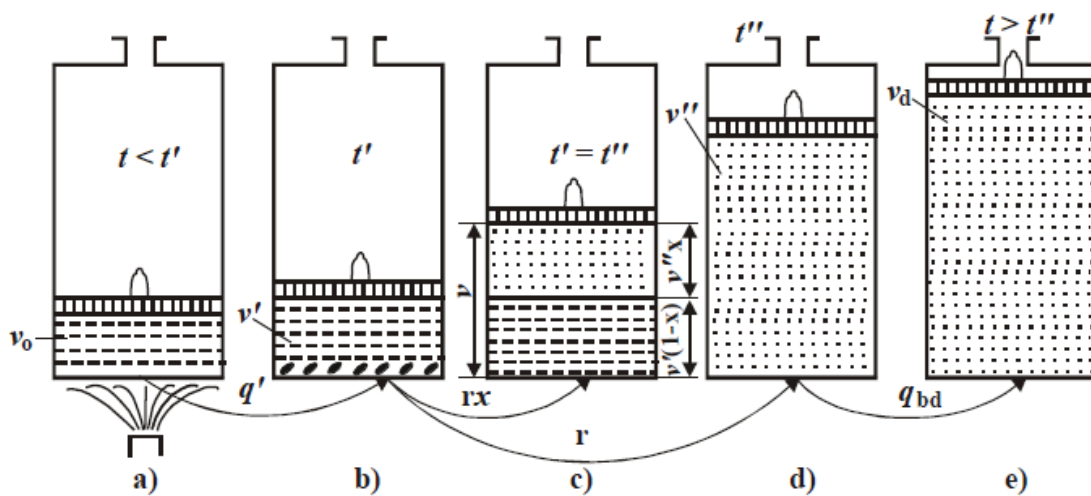 t < t'
t'
t' = t''
t''
t > t''
v₀
v'
v
v''x
v'(1-x)
v''
v_d
q'
rx
r
q_bd
a)
b)
c)
d)
e)